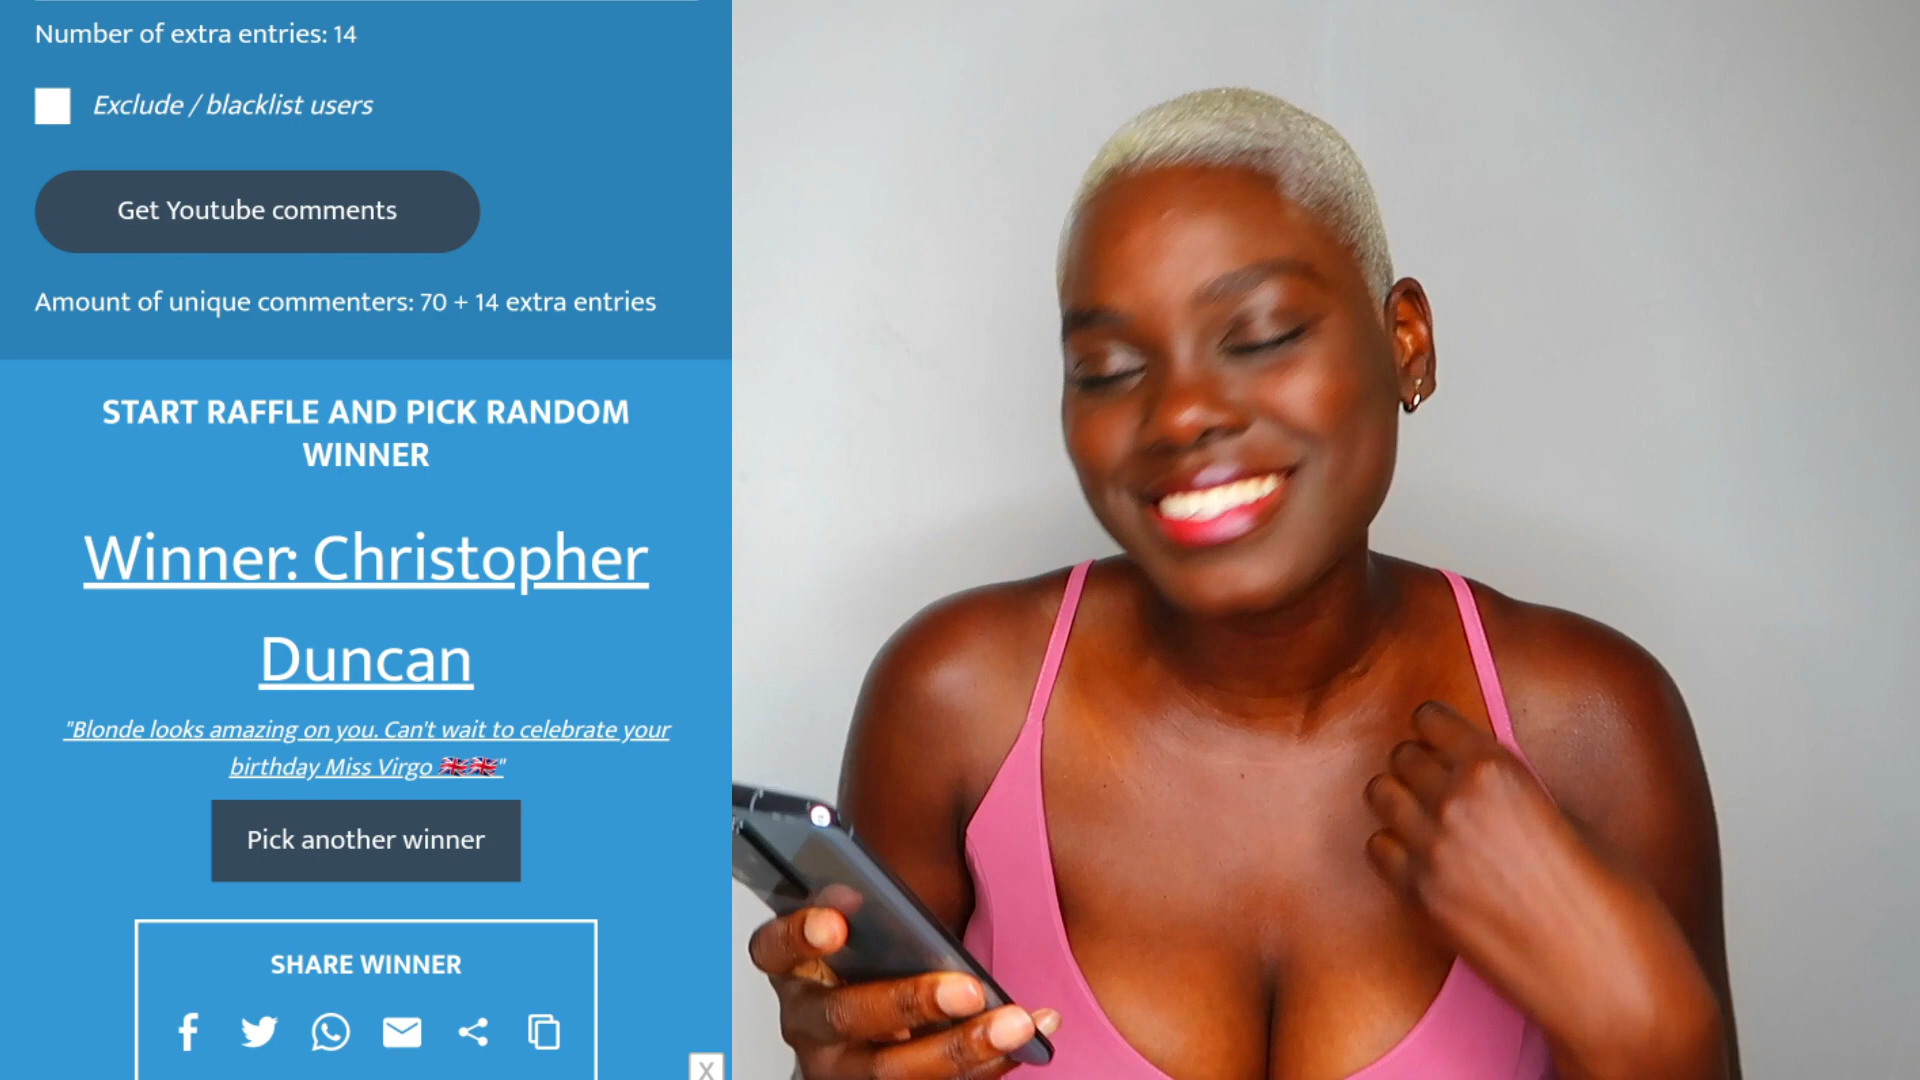 Number of extra entries: 14
Exclude / blacklist users
Get Youtube comments
Amount of unique commenters: 70 + 14 extra entries
START RAFFLE AND PICK RANDOM
WINNER
Winner: Christopher
Duncan
"Blonde looks amazing on you. Can't wait to celebrate your
birthday Miss Virgo 🇬🇧🇬🇧"
Pick another winner
SHARE WINNER
X